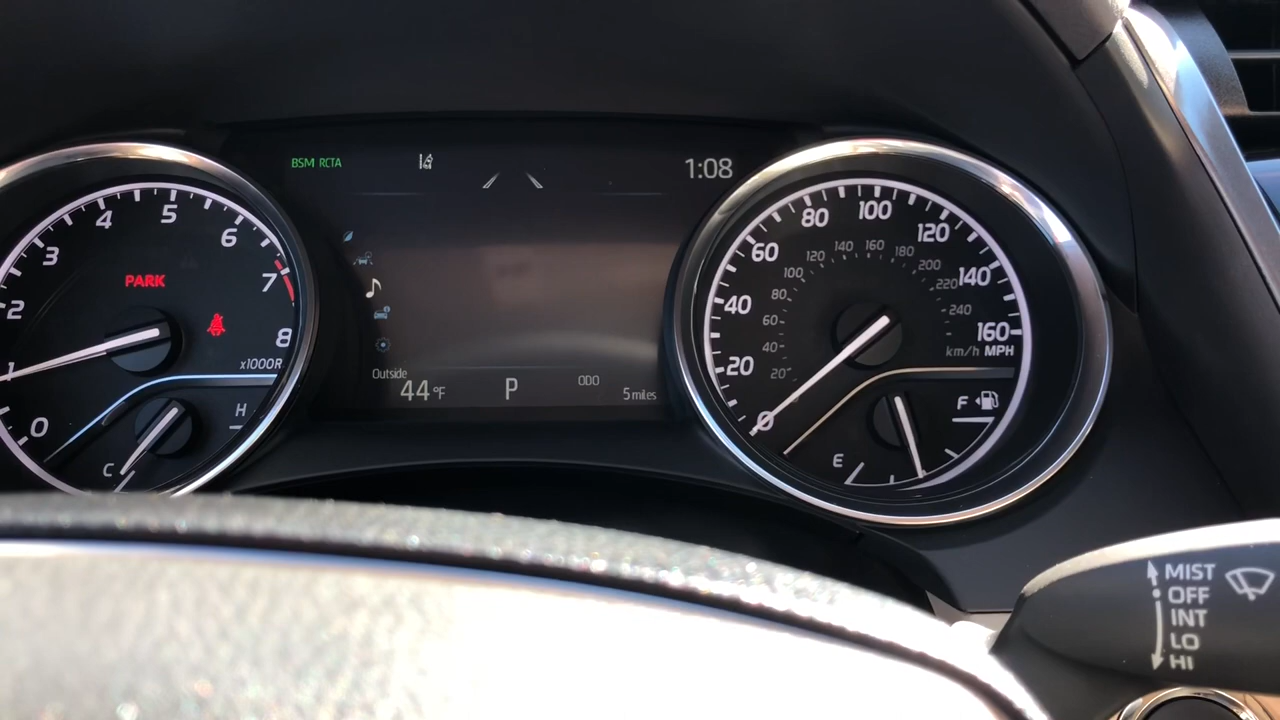 BSM RCTA
1:08
0
1
2
3
4
5
6
7
8
PARK
x1000R
H
C
Outside
44°F
P
ODO
5 miles
0
20
40
60
80
100
120
140
160
20
40
60
80
100
120
140
160
180
200
220
240
km/h MPH
E
F
MIST
OFF
INT
LO
HI